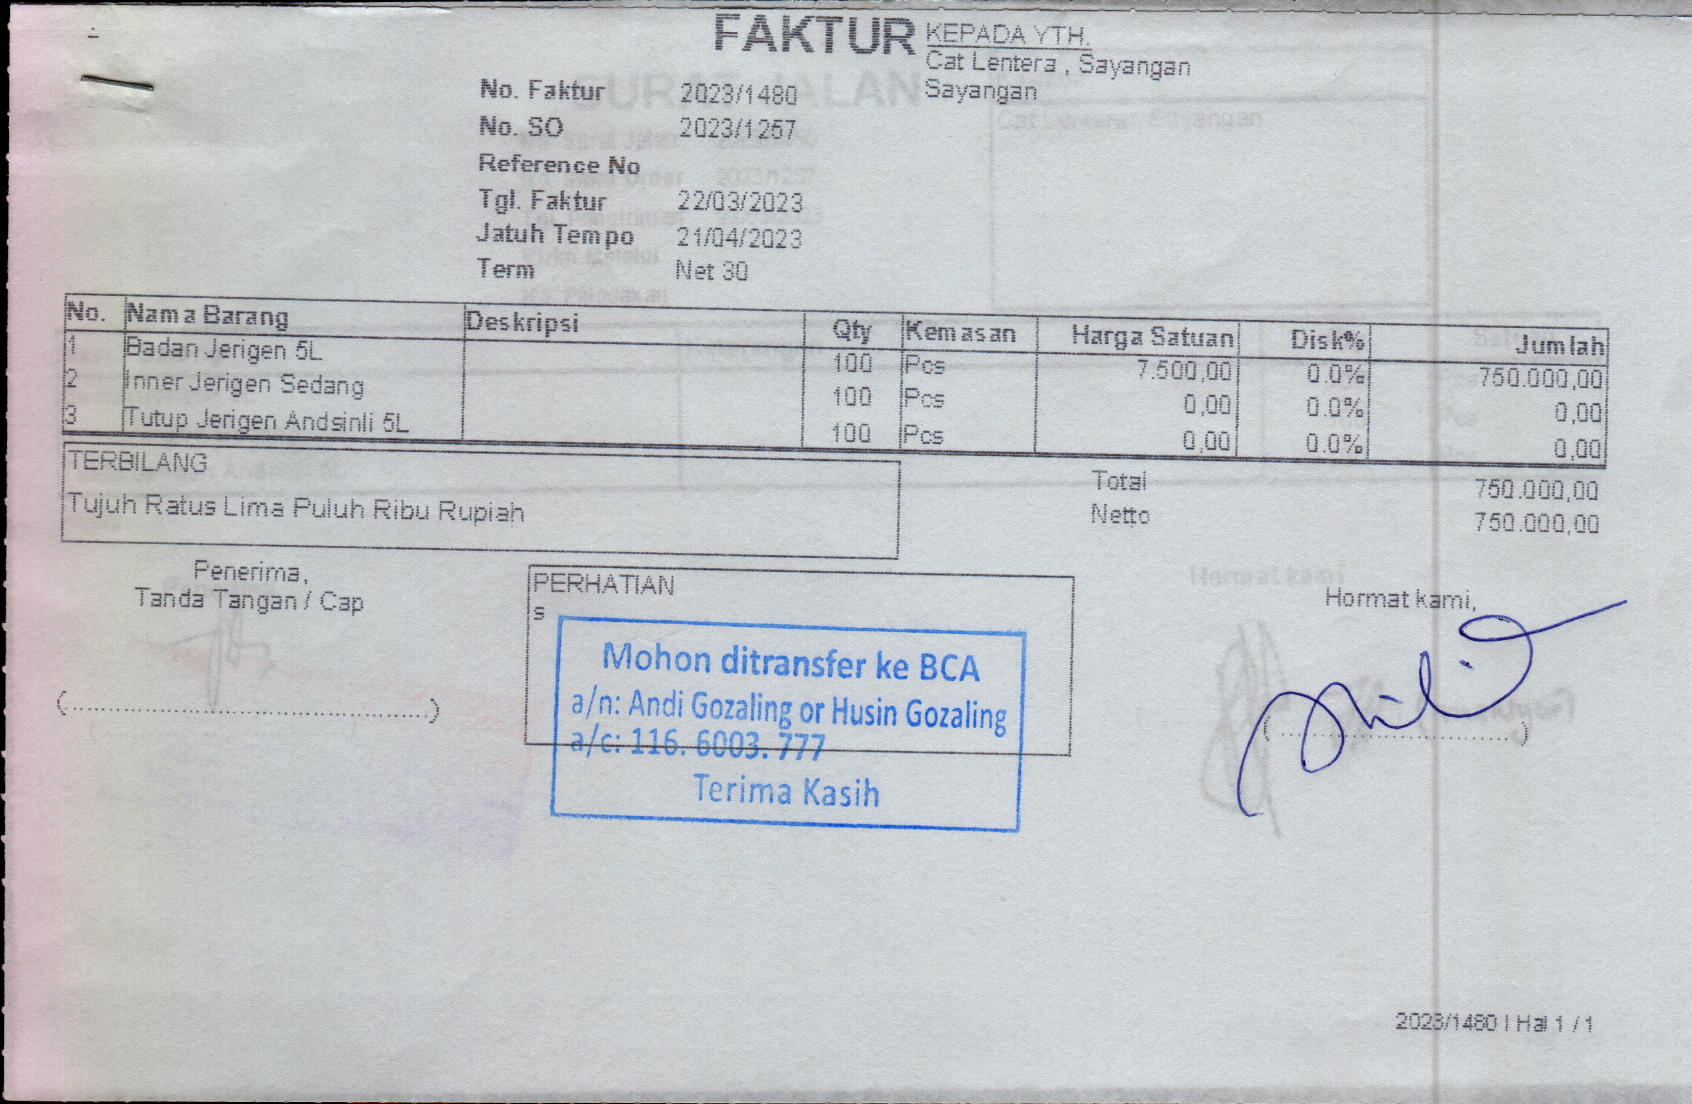 FAKTUR
KEPADA YTH.
Cat Lentera , Sayangan
Sayangan
No. Faktur 2023/1480
No. SO 2023/1257
Reference No
Tgl. Faktur 22/03/2023
Jatuh Tempo 21/04/2023
Term Net 30
No. Nama Barang Deskripsi Qty Kemasan Harga Satuan Disk% Jumlah
1 Badan Jerigen 5L 100 Pcs 7.500,00 0.0% 750.000,00
2 Inner Jerigen Sedang 100 Pcs 0,00 0.0% 0,00
3 Tutup Jerigen Andsinli 5L 100 Pcs 0,00 0.0% 0,00
TERBILANG
Tujuh Ratus Lima Puluh Ribu Rupiah
Total 750.000,00
Netto 750.000,00
Penerima,
Tanda Tangan / Cap
(........................................)
PERHATIAN
s
Mohon ditransfer ke BCA
a/n: Andi Gozaling or Husin Gozaling
a/c: 116. 6003. 777
Terima Kasih
Hormat kami,
(............................)
2023/1480 | Hal 1 / 1